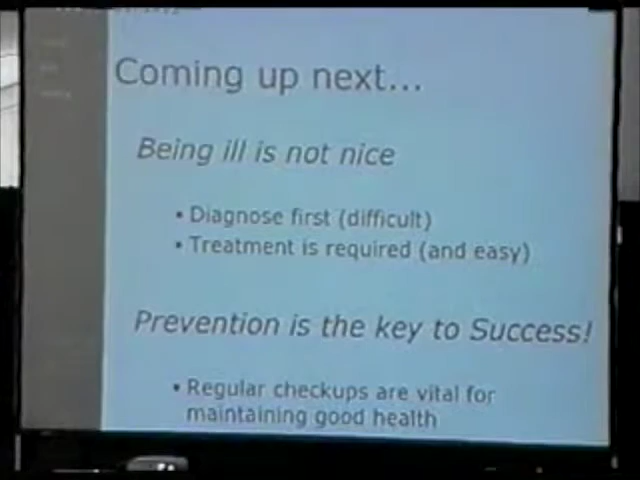 Coming up next...
Being ill is not nice
• Diagnose first (difficult)
• Treatment is required (and easy)
Prevention is the key to Success!
• Regular checkups are vital for
maintaining good health